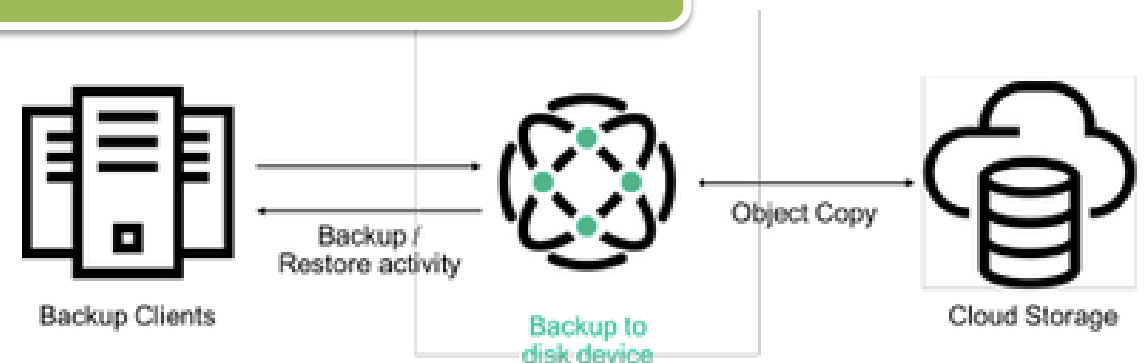 Backup /
Restore activity
Object Copy
Backup Clients
Backup to
disk device
Cloud Storage